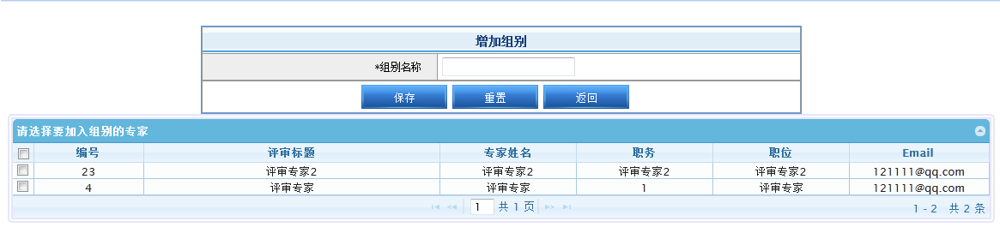 增加组别
*组别名称
保存 重置 返回
请选择要加入组别的专家
编号 评审标题 专家姓名 职务 职位 Email
23 评审专家2 评审专家2 评审专家2 评审专家2 121111@qq.com
4 评审专家 评审专家 1 评审专家 121111@qq.com
1 共 1 页 1 - 2 共 2 条